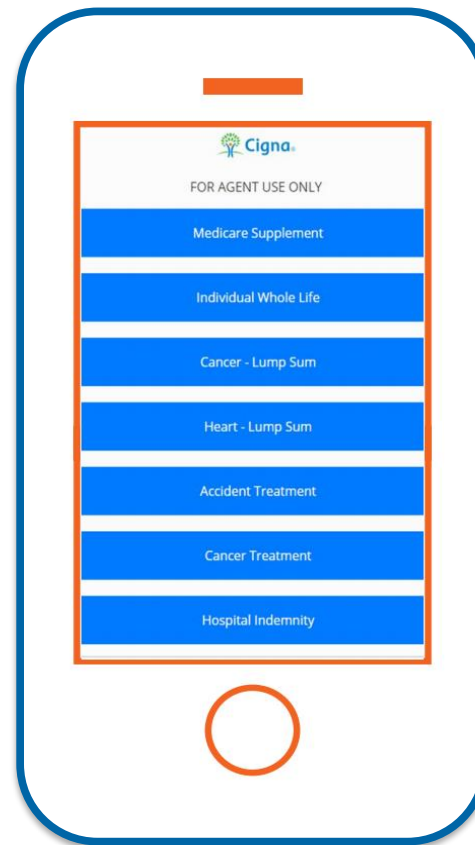 Cigna
FOR AGENT USE ONLY
Medicare Supplement
Individual Whole Life
Cancer - Lump Sum
Heart - Lump Sum
Accident Treatment
Cancer Treatment
Hospital Indemnity